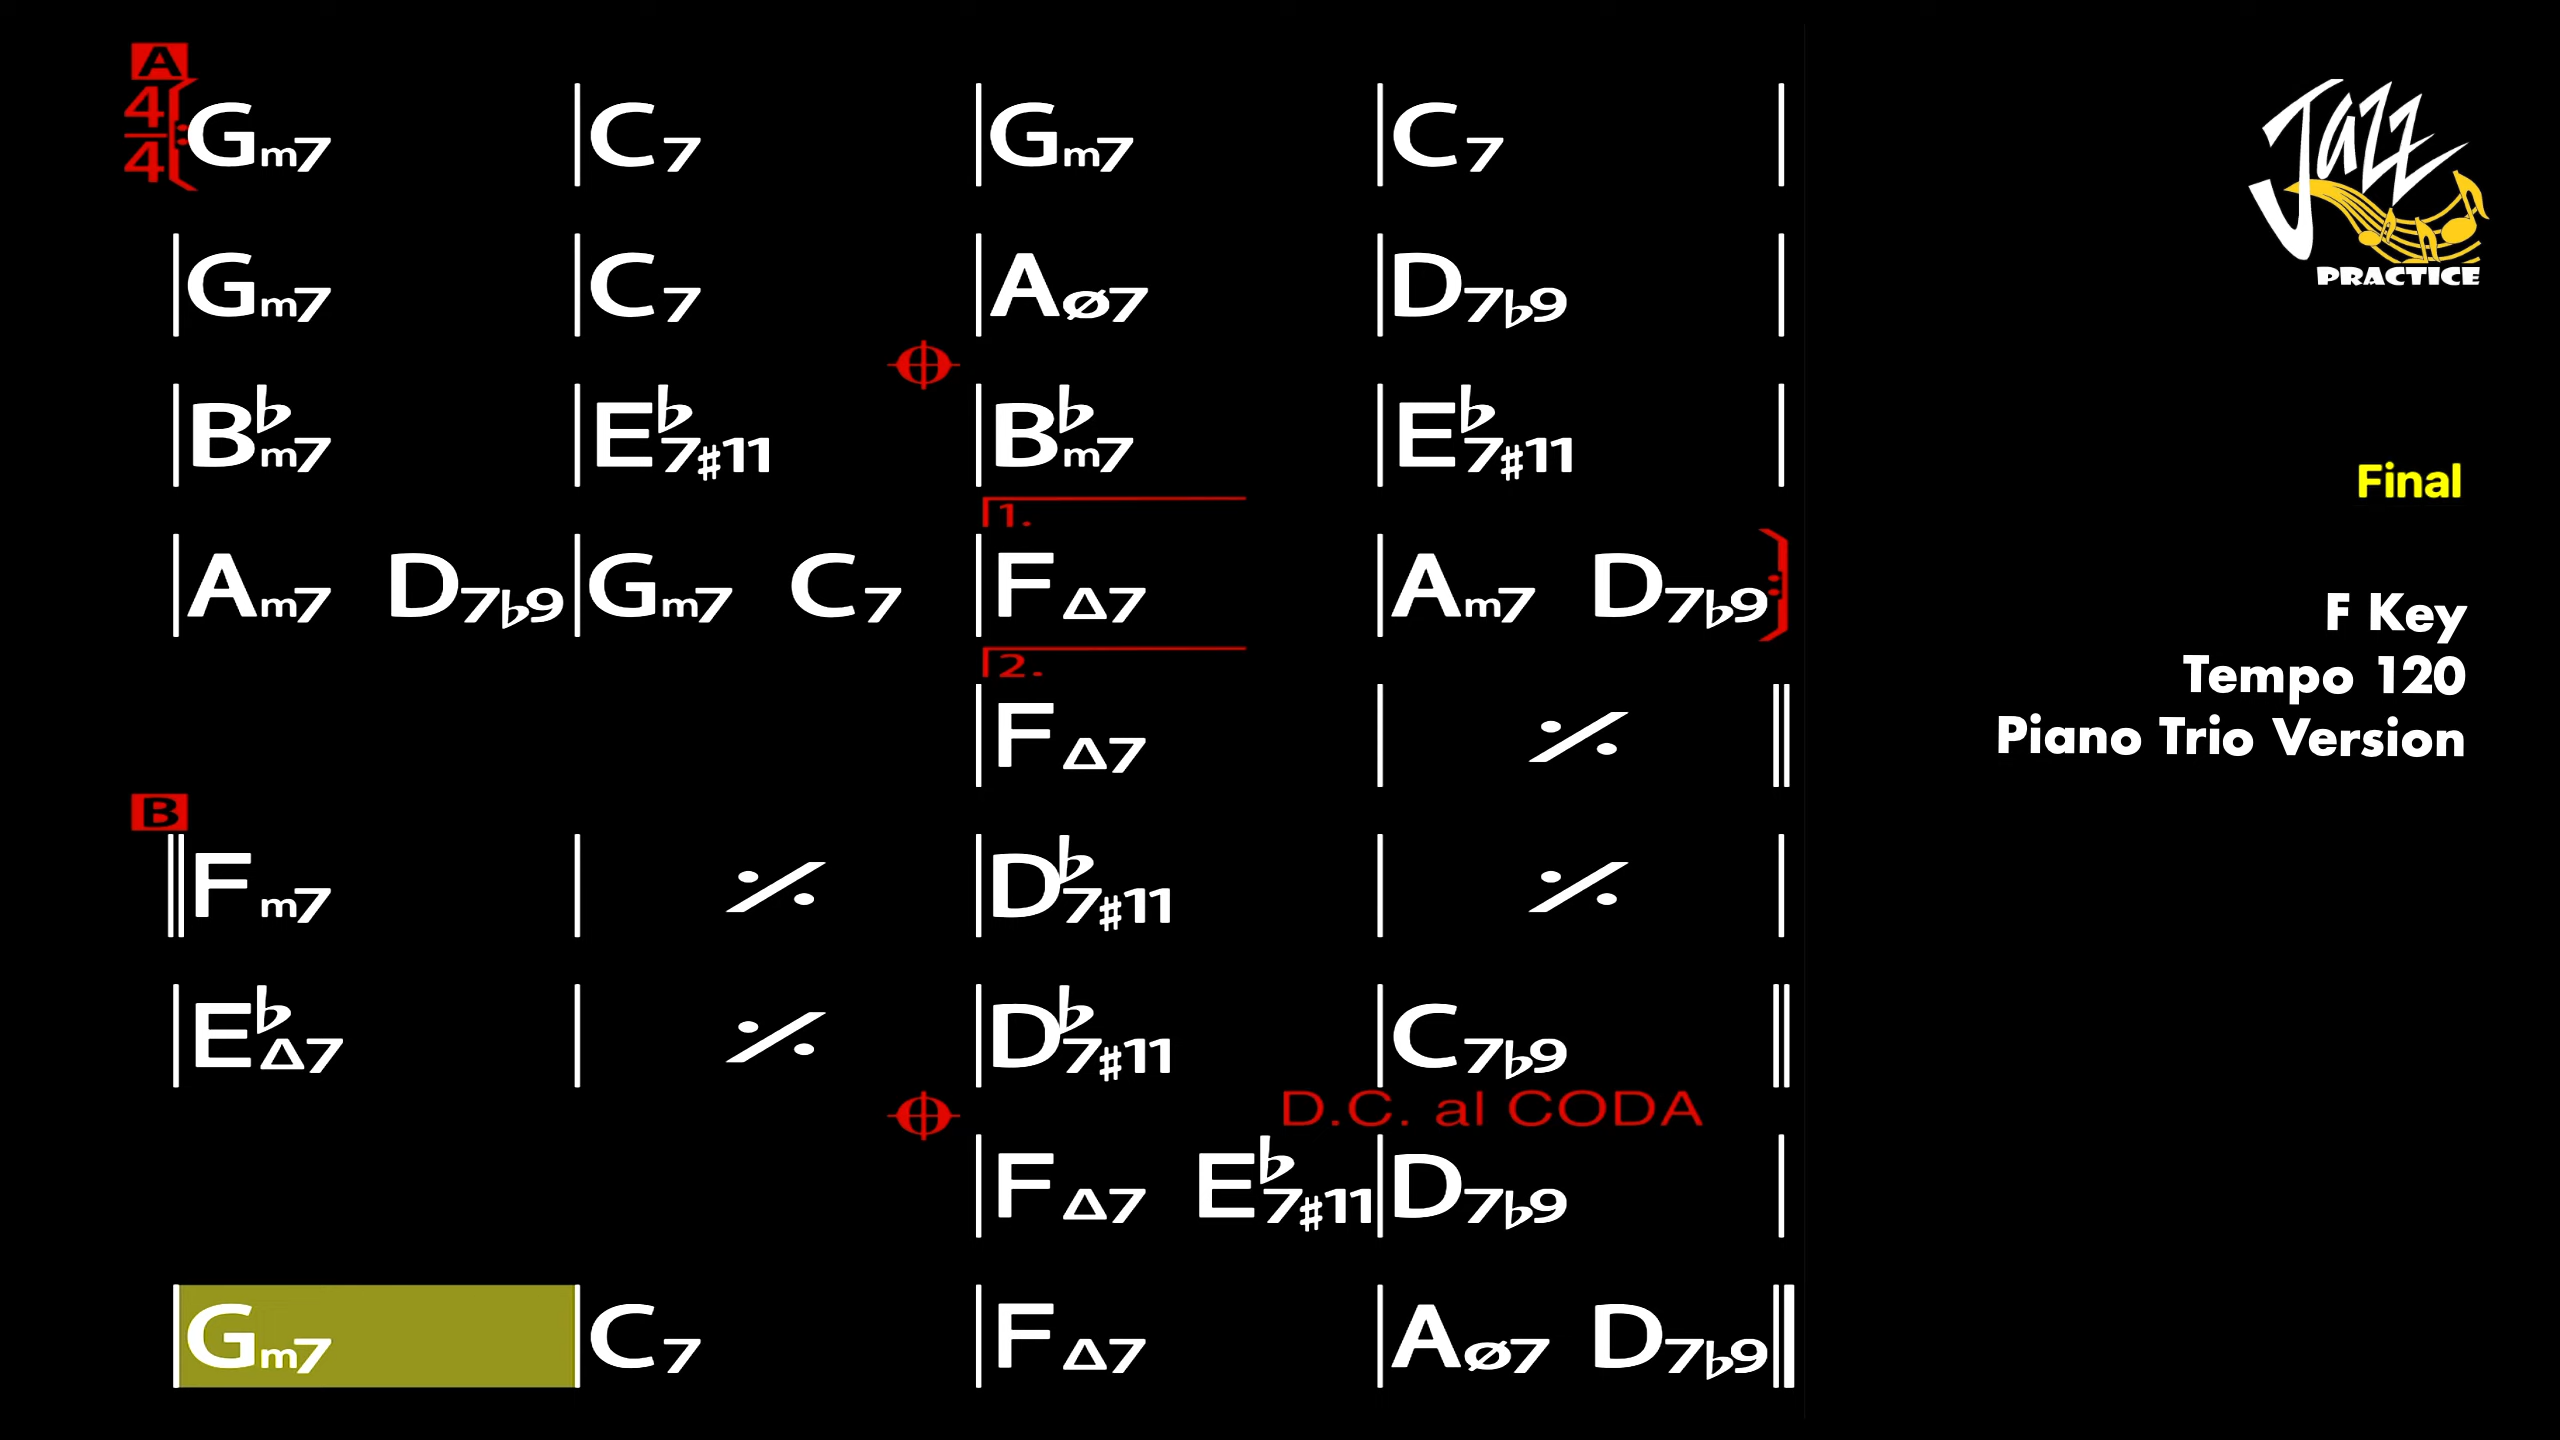 A
4/4 Gm7 | C7 | Gm7 | C7 |
| Gm7 | C7 | Aø7 | D7♭9 |
| B♭m7 | E♭7♯11 | B♭m7 | E♭7♯11 |
1.
| Am7 D7♭9 | Gm7 C7 | FΔ7 | Am7 D7♭9
2.
| FΔ7 | 𝄎 ||
B
|| Fm7 | 𝄎 | D♭7♯11 | 𝄎 |
| E♭Δ7 | 𝄎 | D♭7♯11 | C7♭9 ||
D.C. al CODA
| FΔ7 E♭7♯11 | D7♭9 |
| Gm7 | C7 | FΔ7 | Aø7 D7♭9 ||
Jazz
PRACTICE
Final
F Key
Tempo 120
Piano Trio Version